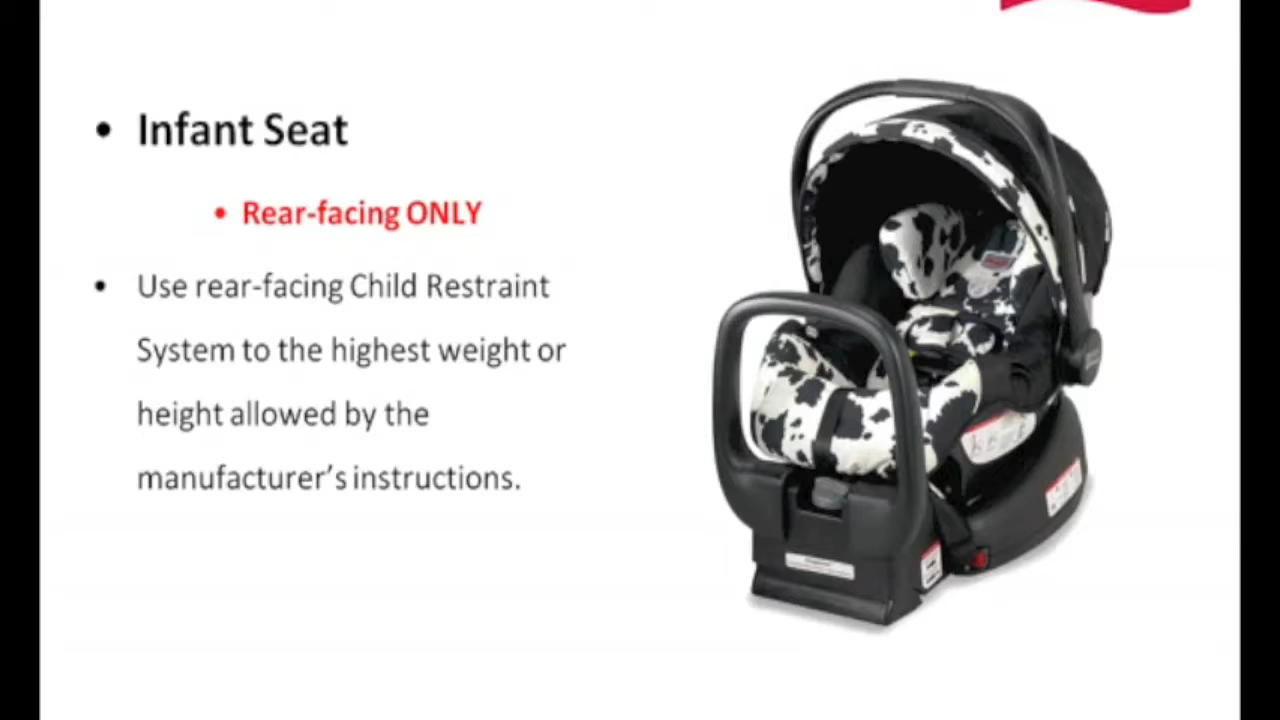 • Infant Seat
• Rear-facing ONLY
• Use rear-facing Child Restraint
System to the highest weight or
height allowed by the
manufacturer’s instructions.